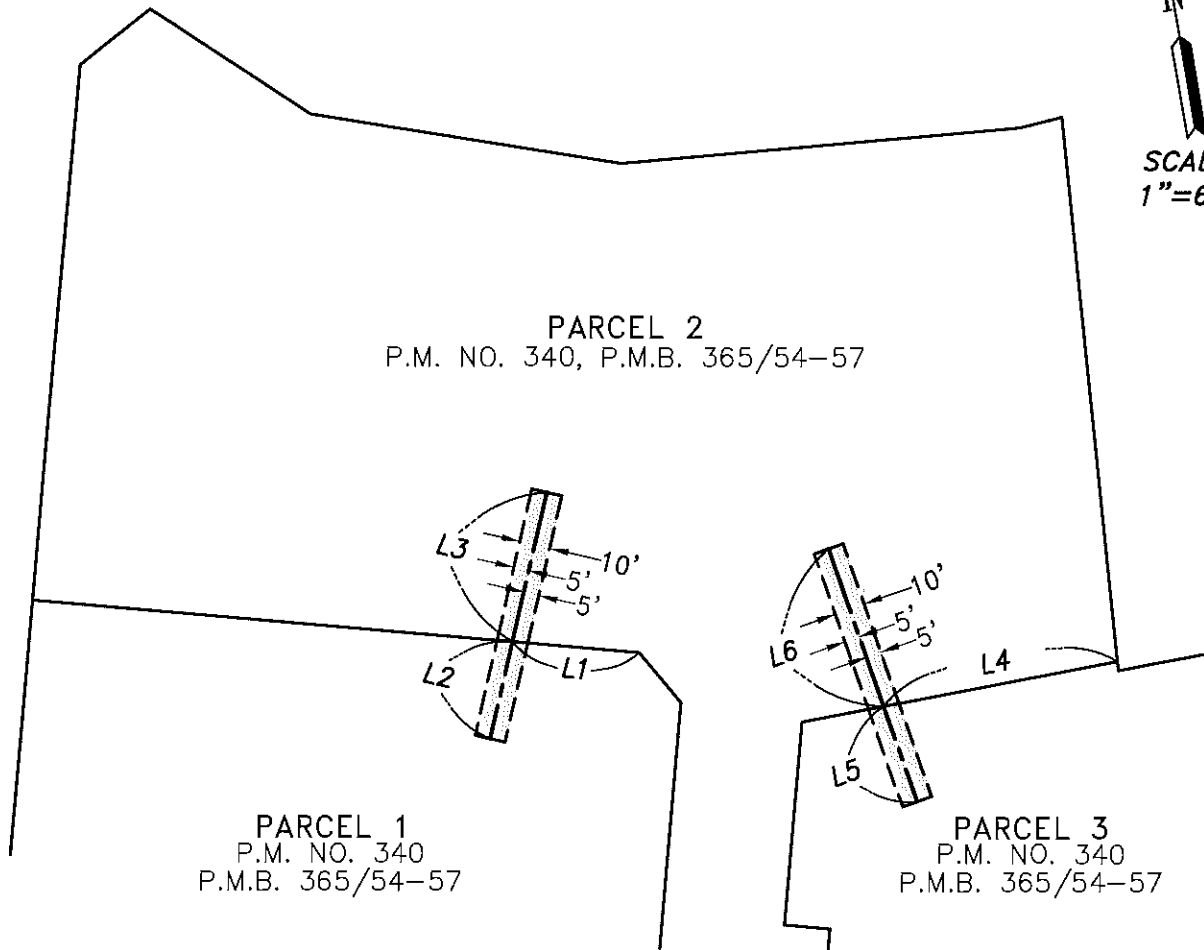 N
PARCEL 2
P.M. NO. 340, P.M.B. 365/54-57
L3
10'
5'
5'
L2
L1
10'
5'
5'
L6
L4
L5
PARCEL 1
P.M. NO. 340
P.M.B. 365/54-57
PARCEL 3
P.M. NO. 340
P.M.B. 365/54-57